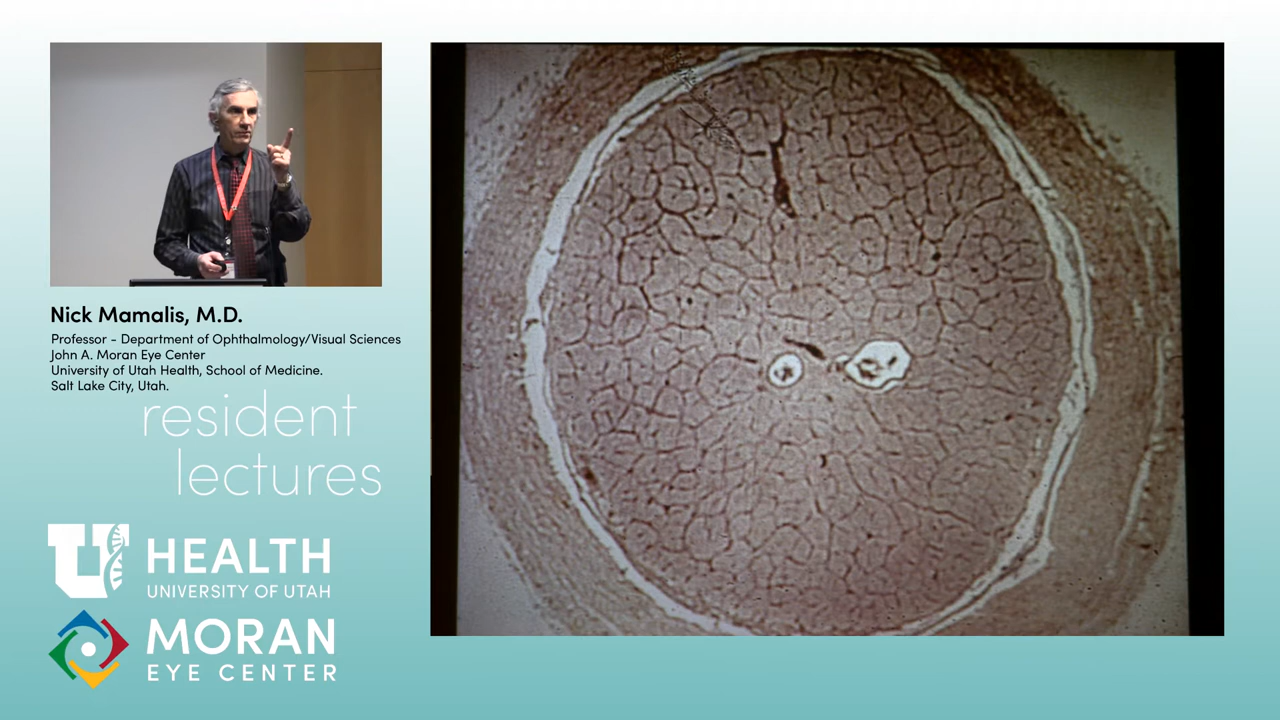 Nick Mamalis, M.D.
Professor - Department of Ophthalmology/Visual Sciences
John A. Moran Eye Center
University of Utah Health, School of Medicine.
Salt Lake City, Utah.
resident
lectures
U HEALTH
UNIVERSITY OF UTAH
MORAN
EYE CENTER